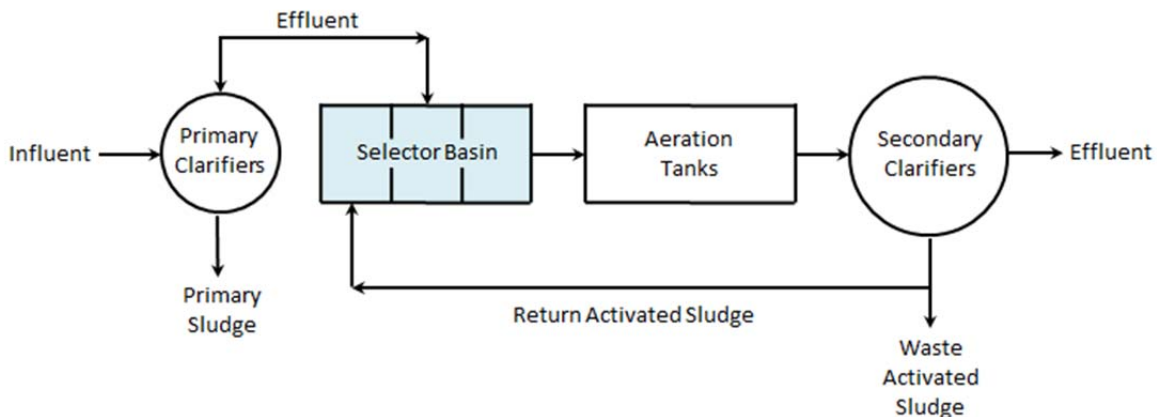 Effluent
Influent
Primary
Clarifiers
Selector Basin
Aeration
Tanks
Secondary
Clarifiers
Effluent
Primary
Sludge
Return Activated Sludge
Waste
Activated
Sludge